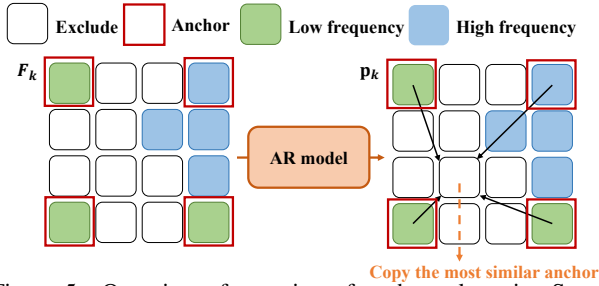 Exclude Anchor Low frequency High frequency
F_k p_k
AR model
Copy the most similar anchor